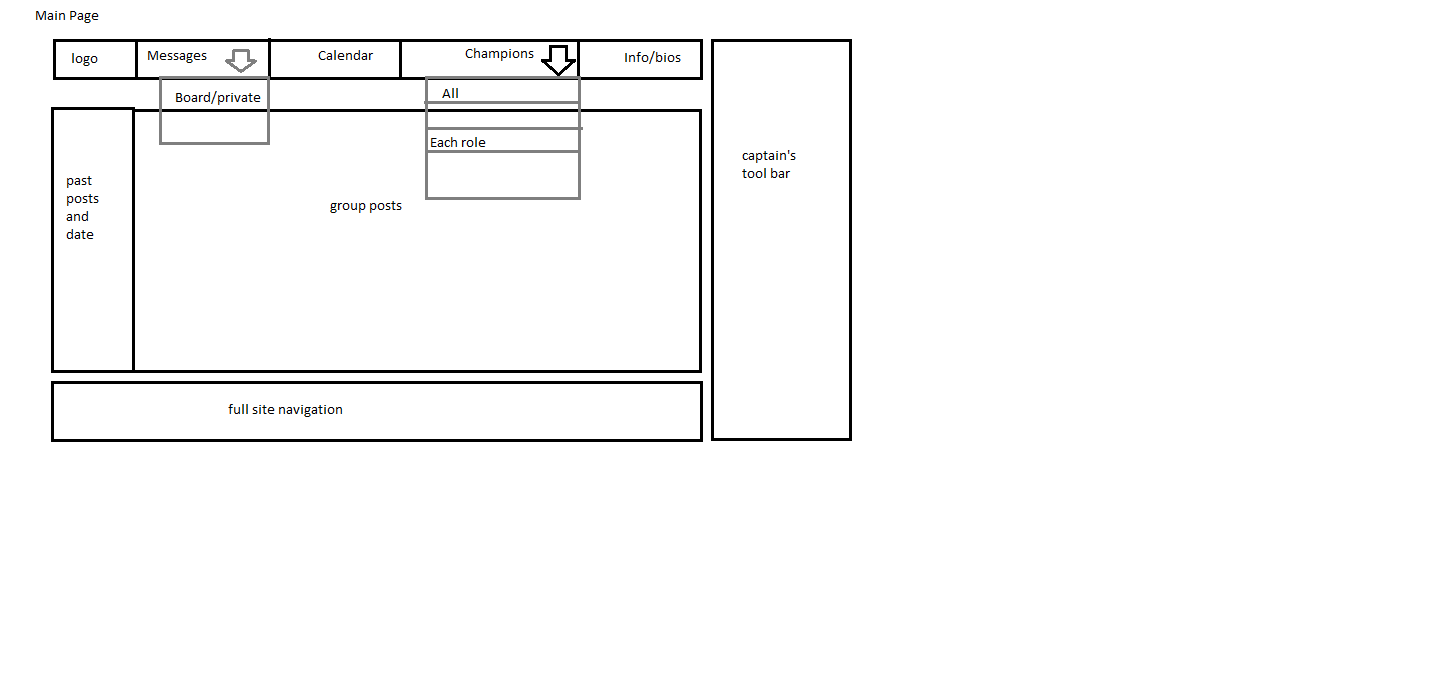 Main Page
logo
Messages
Calendar
Champions
Info/bios
Board/private
All
Each role
past
posts
and
date
group posts
captain's
tool bar
full site navigation